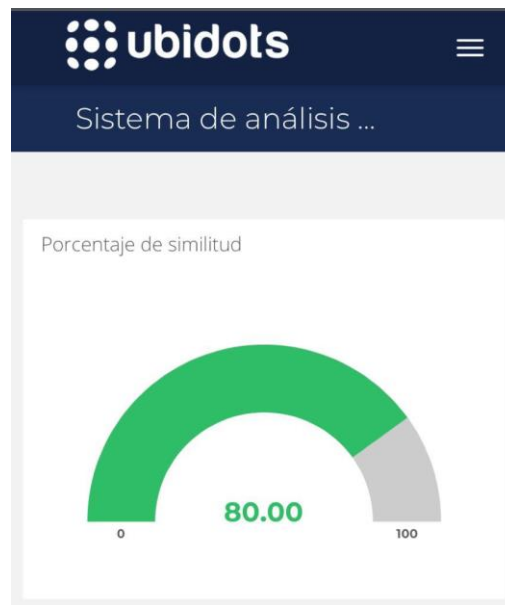 ubidots
Sistema de análisis ...
Porcentaje de similitud
80.00
0
100